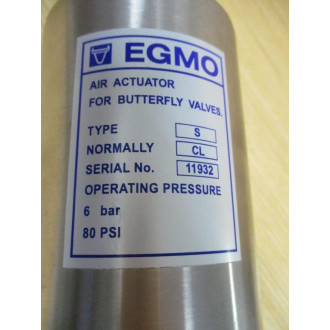 EGMO
AIR ACTUATOR
FOR BUTTERFLY VALVES.
TYPE S
NORMALLY CL
SERIAL No. 11932
OPERATING PRESSURE
6 bar
80 PSI